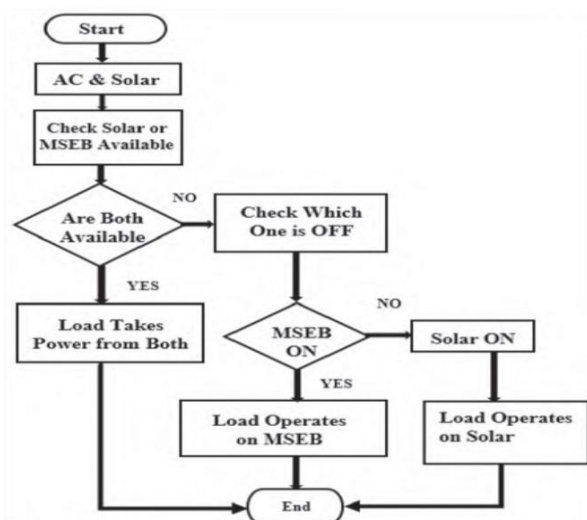 Start
AC & Solar
Check Solar or
MSEB Available
Are Both
Available
NO
Check Which
One is OFF
YES
Load Takes
Power from Both
MSEB
ON
NO
Solar ON
YES
Load Operates
on MSEB
Load Operates
on Solar
End